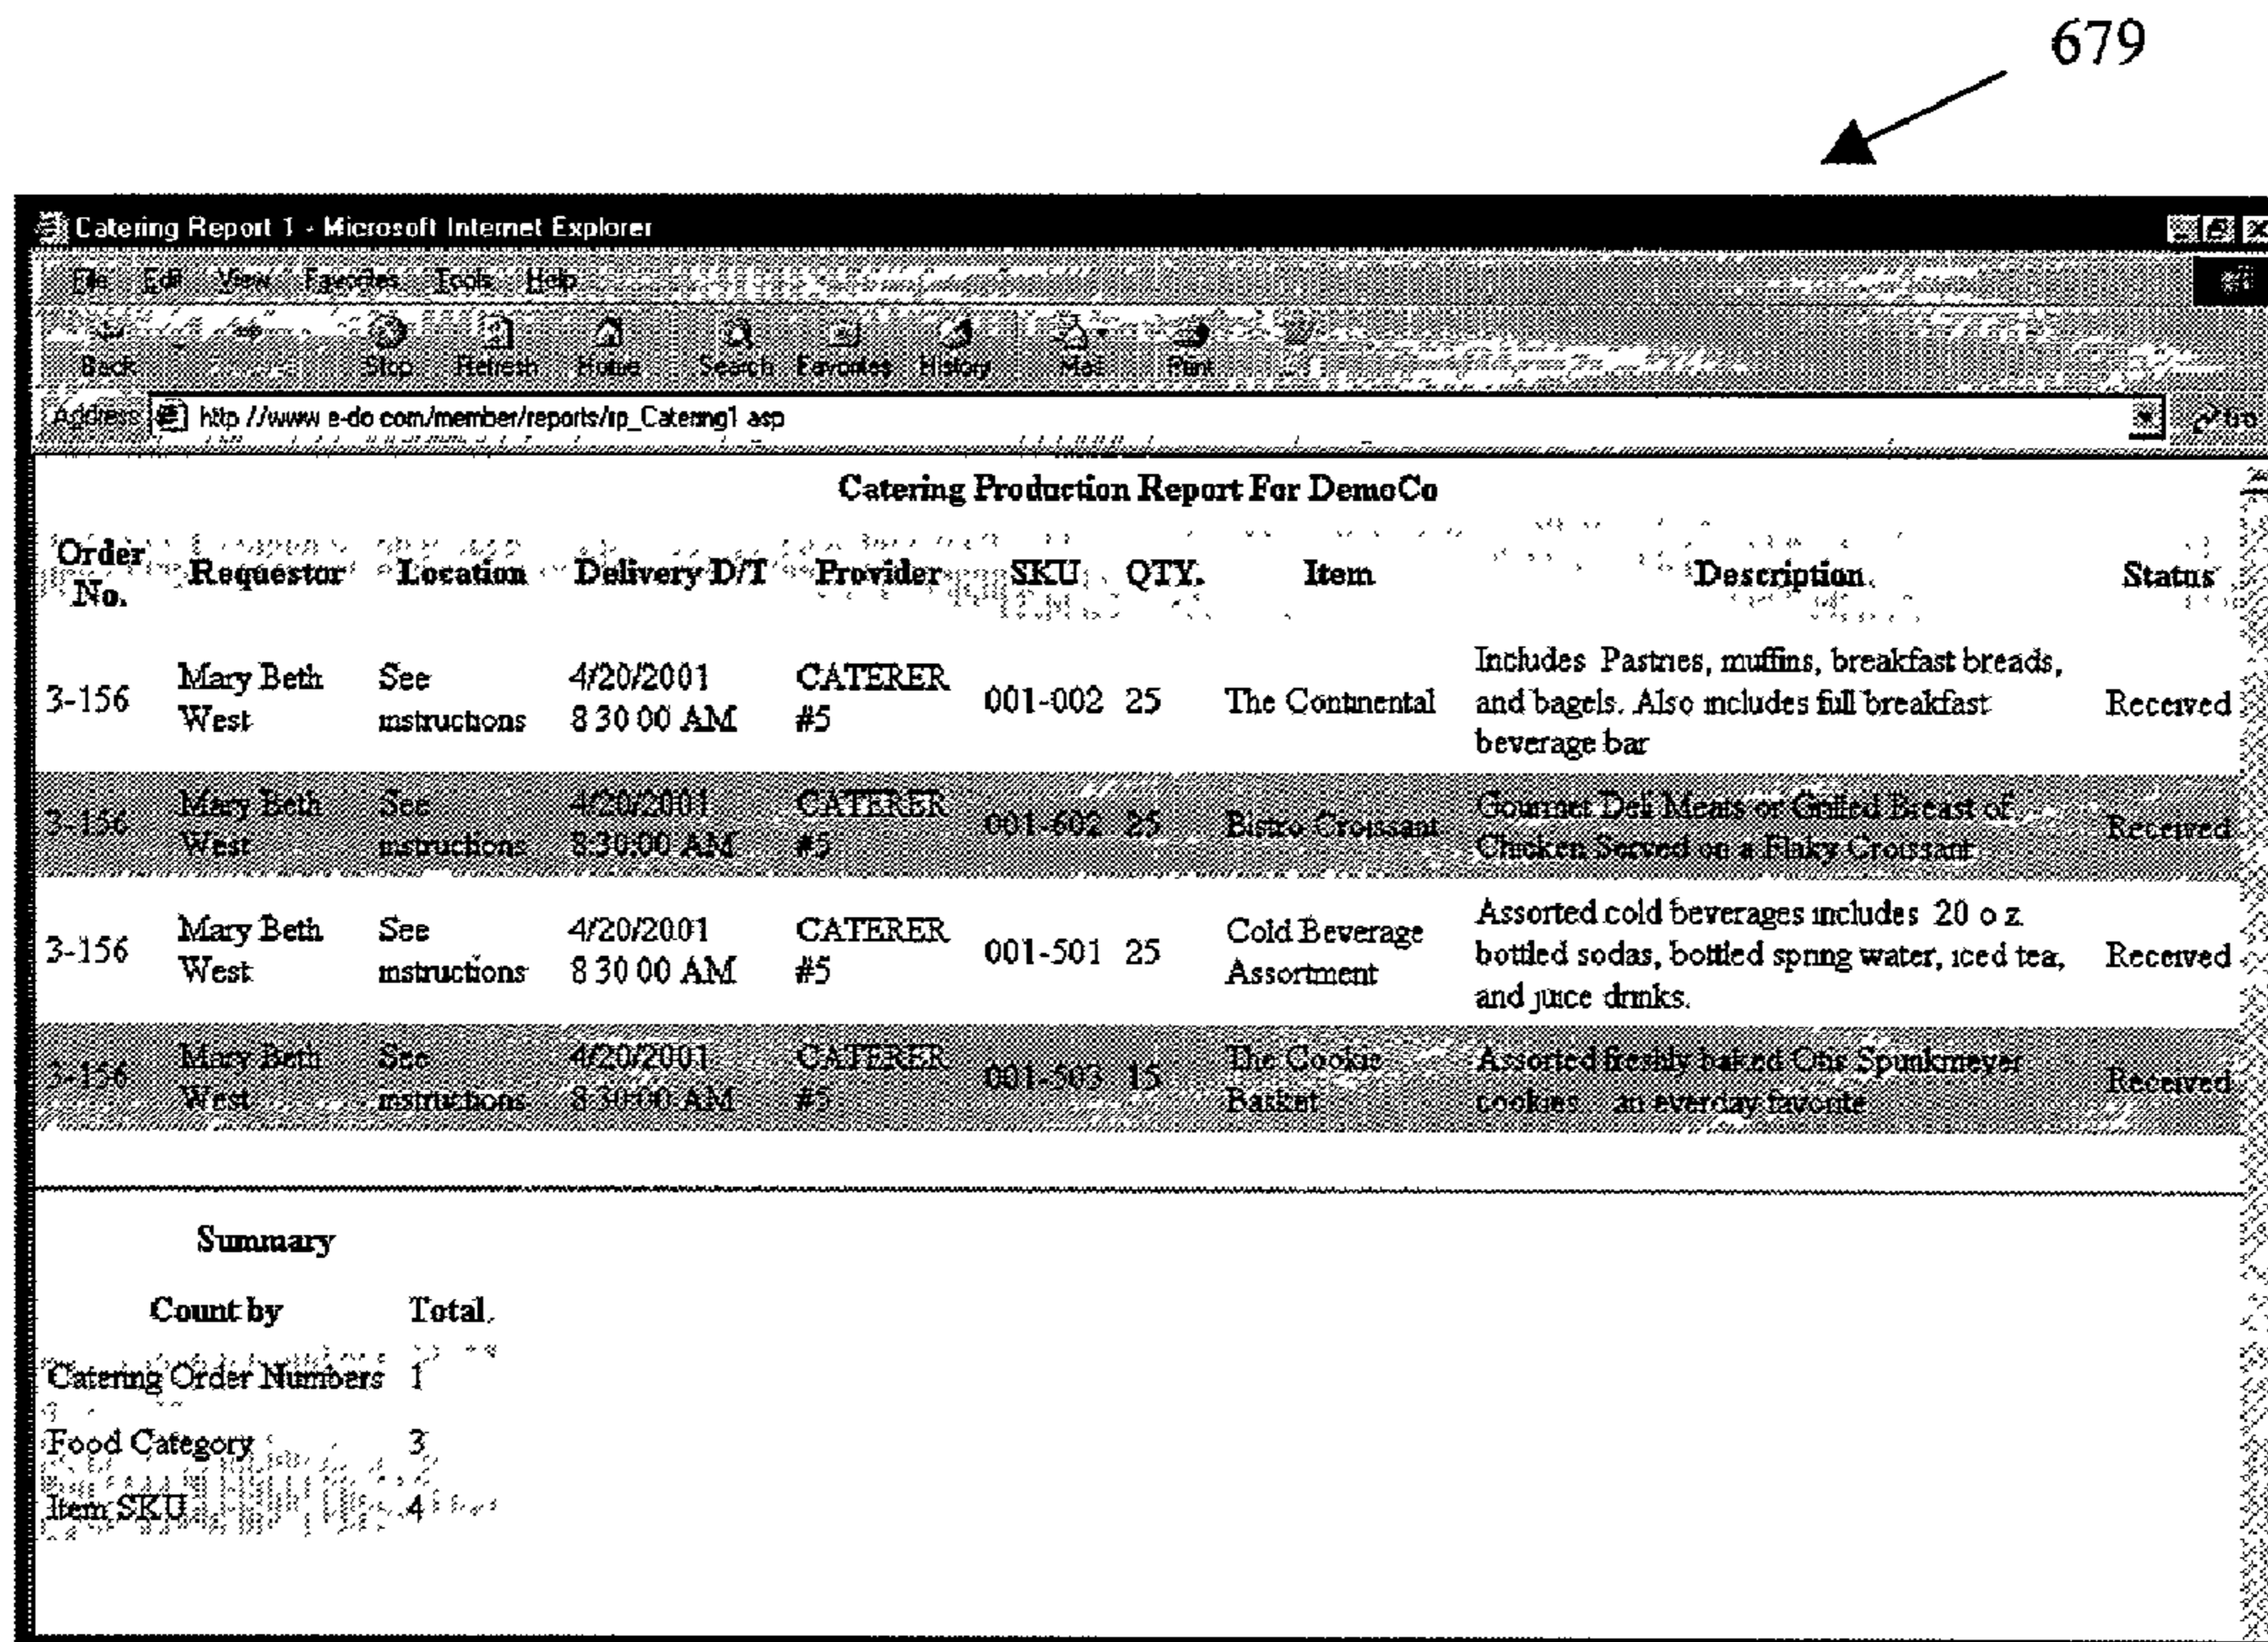 679
Catering Report 1 - Microsoft Internet Explorer
File Edit View Favorites Tools Help
Back Stop Refresh Home Search Favorites History Mail Print
Address http //www e-do com/member/reports/rp_Catering1 asp Go
Catering Production Report For DemoCo
Order No. Requestor Location Delivery D/T Provider SKU QTY. Item Description Status
3-156 Mary Beth West See instructions 4/20/2001 8 30 00 AM CATERER #5 001-002 25 The Continental Includes Pastries, muffins, breakfast breads, and bagels. Also includes full breakfast beverage bar Received
3-156 Mary Beth West See instructions 4/20/2001 8:30:00 AM CATERER #5 001-602 25 Bistro Croissant Gourmet Deli Meats or Grilled Breast of Chicken Served on a Flaky Croissant Received
3-156 Mary Beth West See instructions 4/20/2001 8 30 00 AM CATERER #5 001-501 25 Cold Beverage Assortment Assorted cold beverages includes 20 o z bottled sodas, bottled spring water, iced tea, and juice drinks. Received
3-156 Mary Beth West See instructions 4/20/2001 8:30:00 AM CATERER #5 001-503 15 The Cookie Basket Assorted freshly baked Otis Spunkmeyer cookies an everday favorite Received
Summary
Count by Total
Catering Order Numbers 1
Food Category 3
Item SKU 4